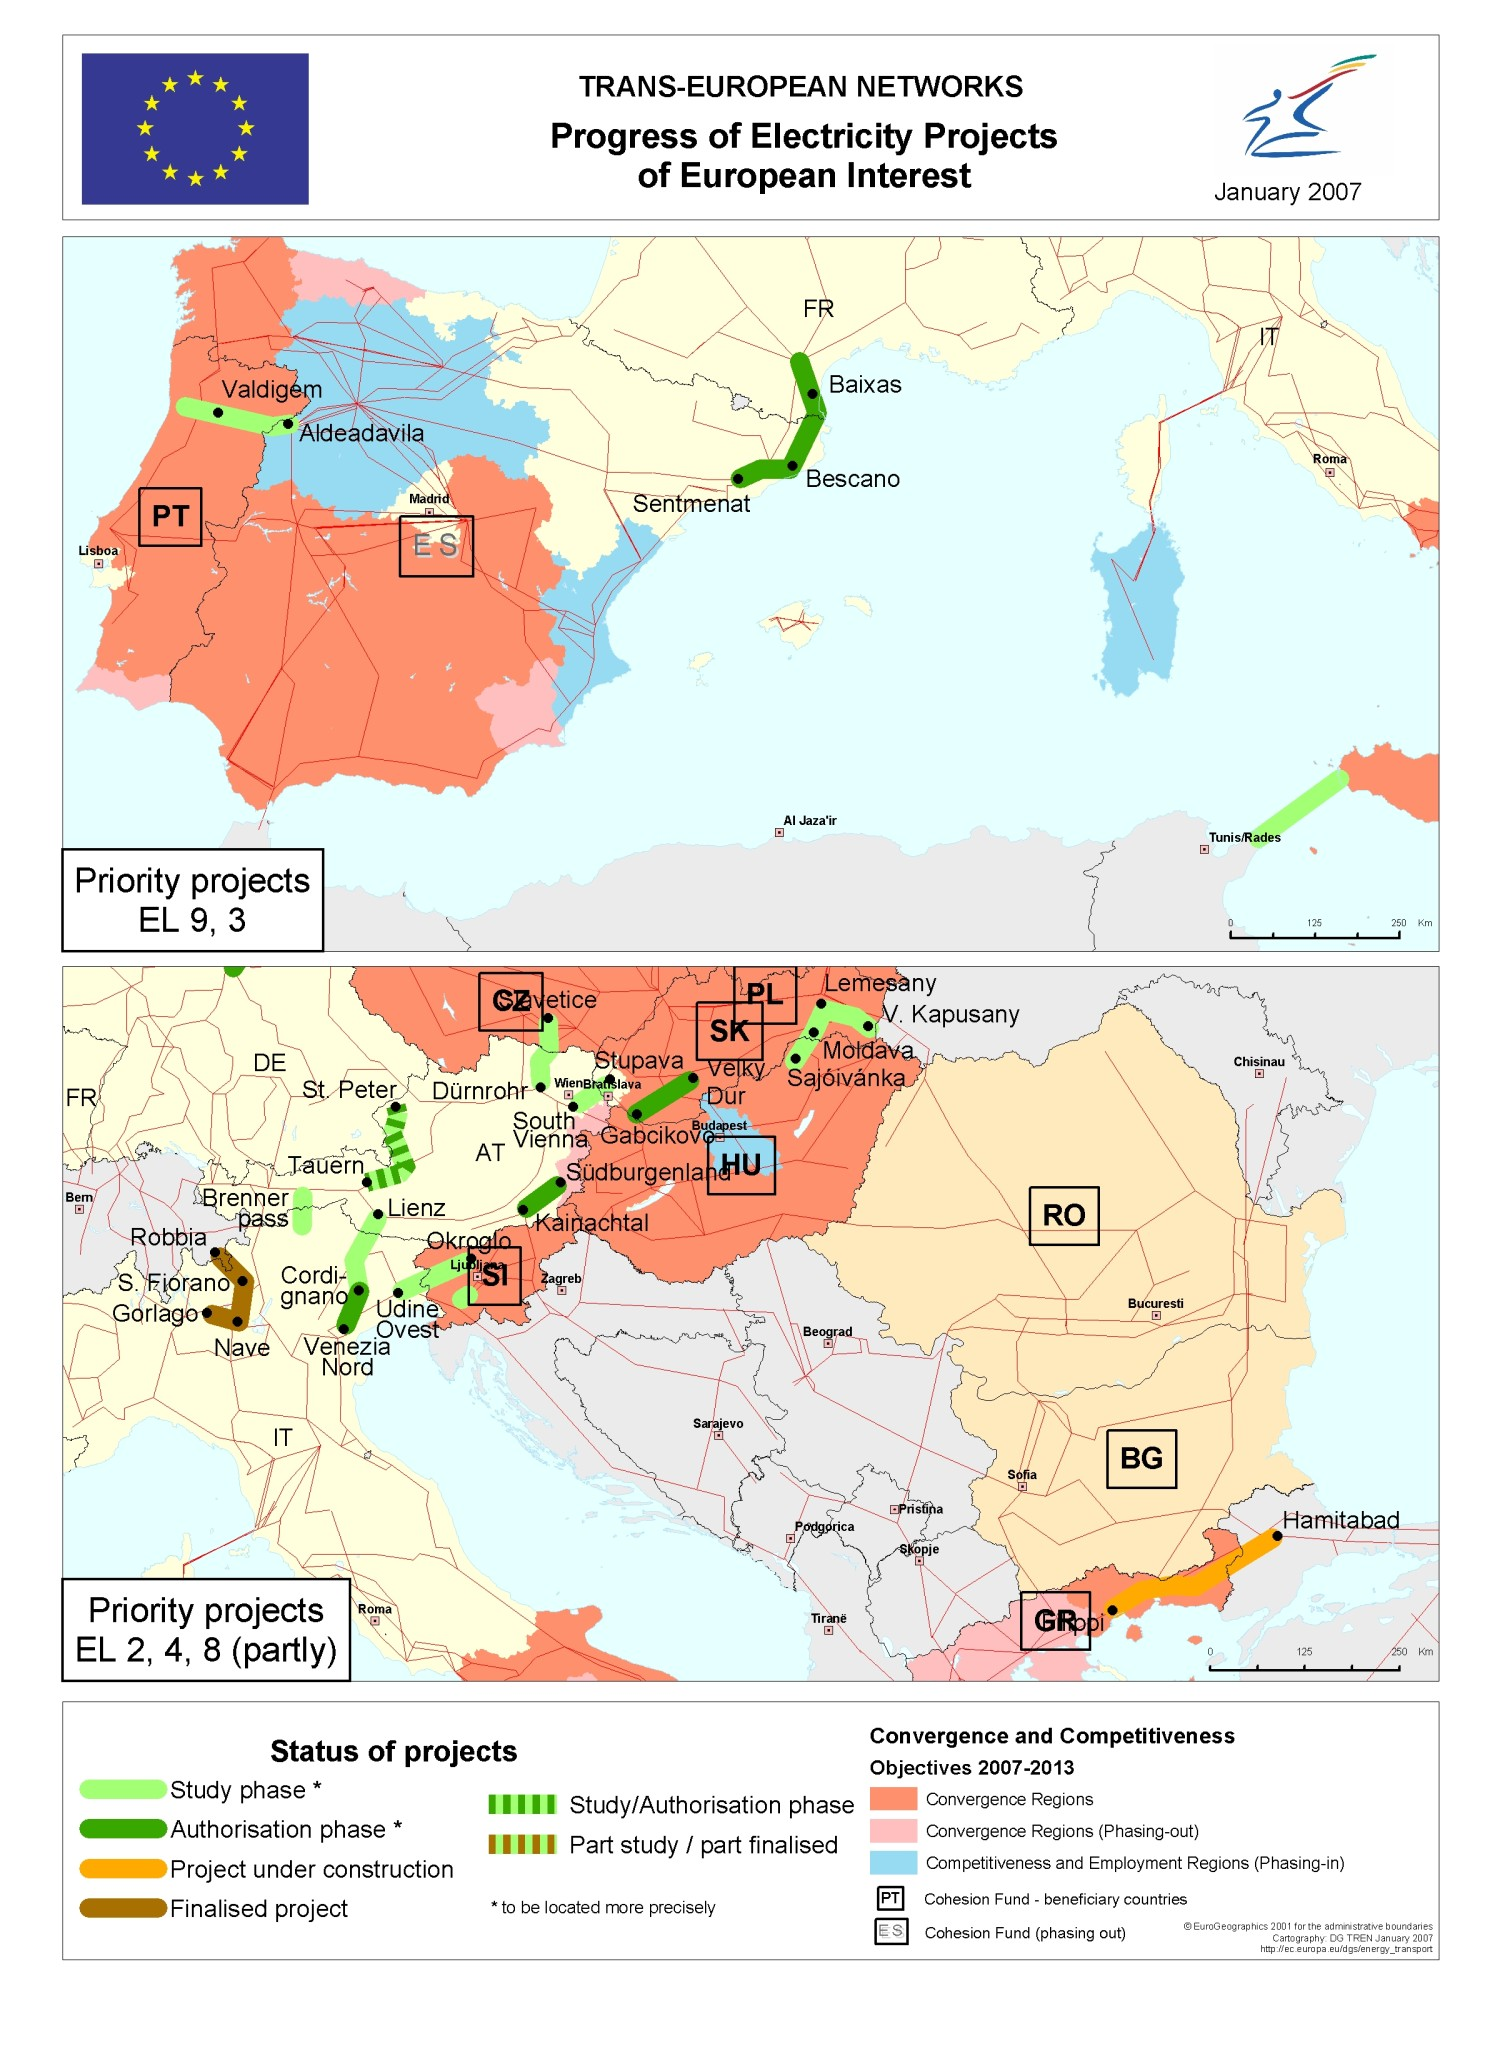 TRANS-EUROPEAN NETWORKS
Progress of Electricity Projects
of European Interest
January 2007
FR
IT
Baixas
Valdigem
Aldeadavila
Roma
Bescano
Sentmenat
Madrid
PT
ES
Lisboa
Al Jaza'ir
Tunis/Rades
Priority projects
EL 9, 3
0 125 250 Km
CZ
Slavetice
PL
Lemesany
SK
V. Kapusany
DE
Stupava
Moldava
Velky
Dur
Sajóivánka
Chisinau
FR
St. Peter
Dürnrohr
Wien
Bratislava
South
Vienna
Gabcikovo
Budapest
AT
HU
Tauern
Südburgenland
Bern
Brenner
pass
Lienz
Kainachtal
RO
Robbia
Okroglo
Ljubljana
SI
Zagreb
S. Fiorano
Cordi-
gnano
Gorlago
Udine
Ovest
Bucuresti
Nave
Venezia
Nord
Beograd
IT
Sarajevo
BG
Sofia
Pristina
Podgorica
Hamitabad
Skopje
Priority projects
EL 2, 4, 8 (partly)
Roma
Tiranë
GR
0 125 250 Km
Status of projects
Study phase *
Authorisation phase *
Project under construction
Finalised project
Study/Authorisation phase
Part study / part finalised
* to be located more precisely
Convergence and Competitiveness
Objectives 2007-2013
Convergence Regions
Convergence Regions (Phasing-out)
Competitiveness and Employment Regions (Phasing-in)
PT Cohesion Fund - beneficiary countries
ES Cohesion Fund (phasing out)
© EuroGeographics 2001 for the administrative boundaries
Cartography: DG TREN January 2007
http://ec.europa.eu/dgs/energy_transport